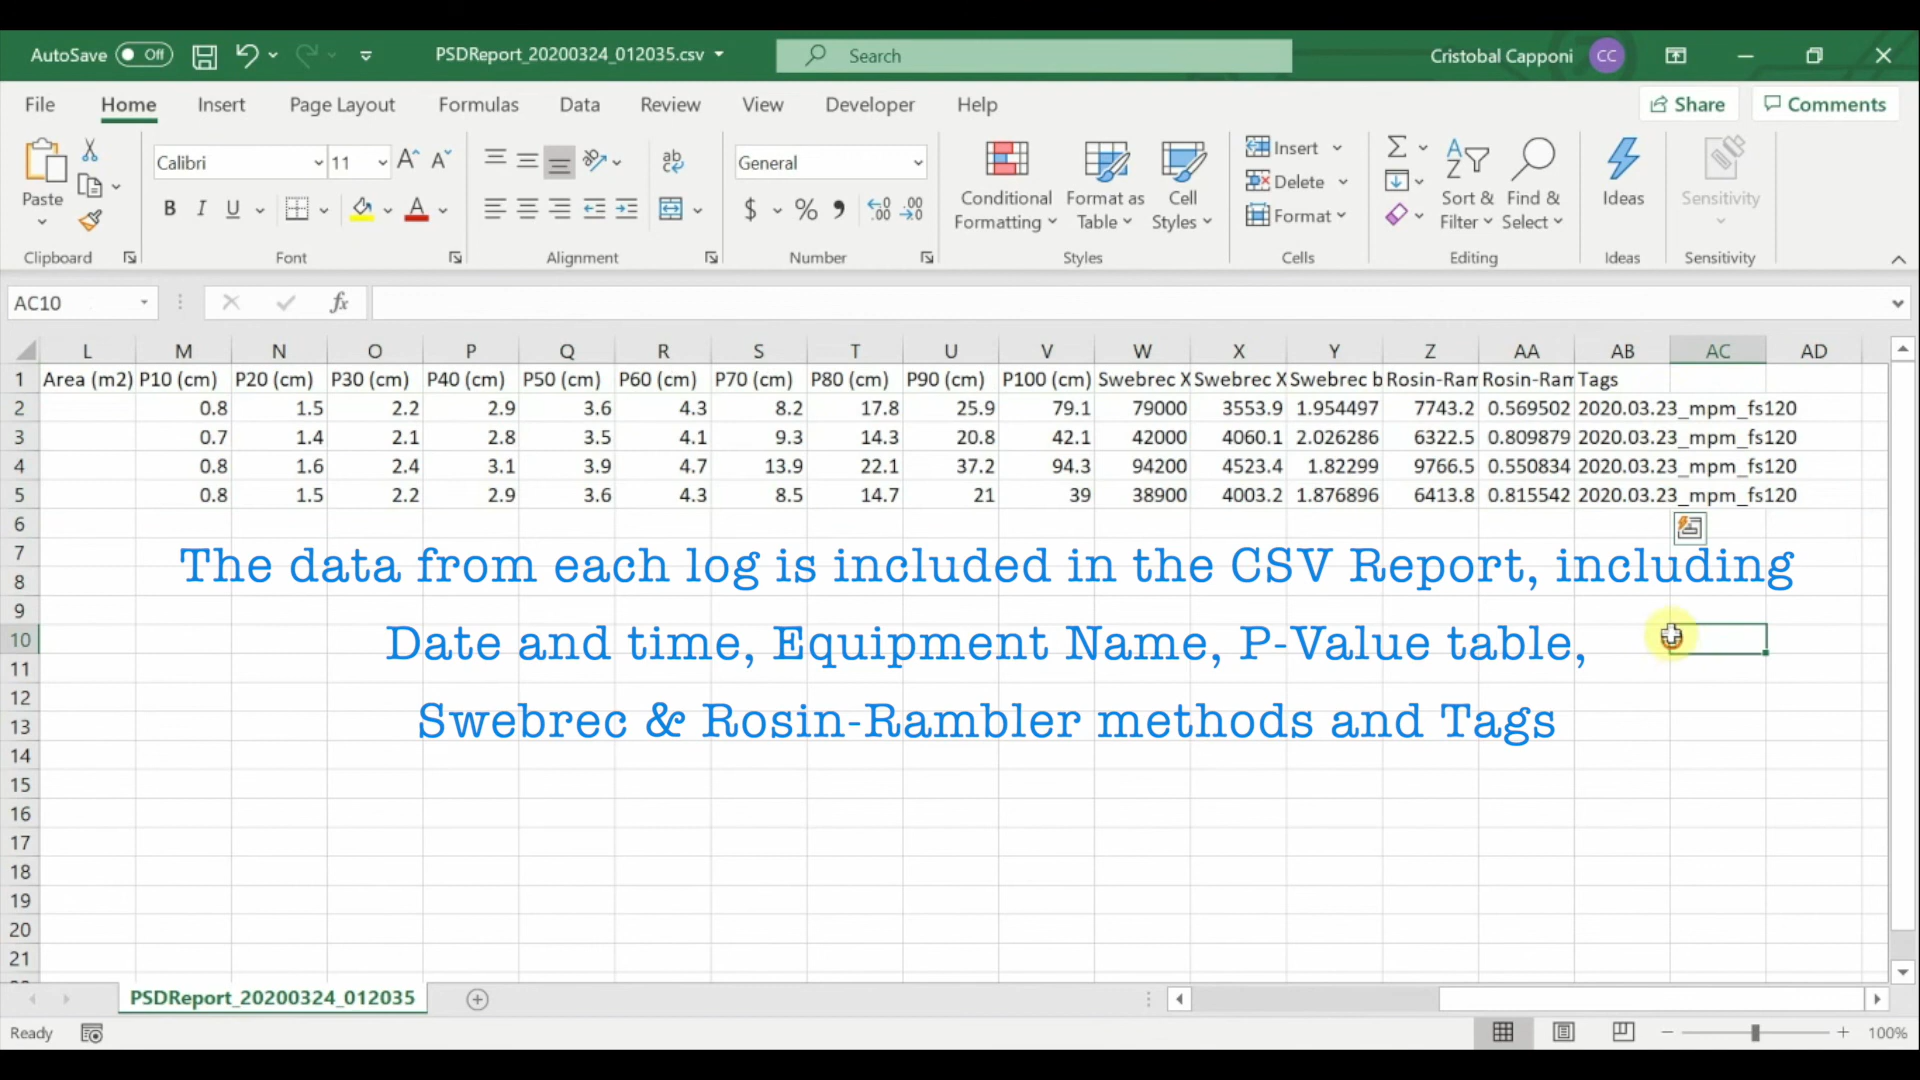 AutoSave Off PSDReport_20200324_012035.csv Search Cristobal Capponi CC
File Home Insert Page Layout Formulas Data Review View Developer Help Share Comments
Paste Calibri 11 General Conditional Formatting Format as Table Cell Styles Insert Delete Format Sort & Filter Find & Select Ideas Sensitivity
Clipboard Font Alignment Number Styles Cells Editing Ideas Sensitivity
AC10 fx
L M N O P Q R S T U V W X Y Z AA AB AC AD
1 Area (m2) P10 (cm) P20 (cm) P30 (cm) P40 (cm) P50 (cm) P60 (cm) P70 (cm) P80 (cm) P90 (cm) P100 (cm) Swebrec X Swebrec X Swebrec b Rosin-Ram Rosin-Ram Tags
2 0.8 1.5 2.2 2.9 3.6 4.3 8.2 17.8 25.9 79.1 79000 3553.9 1.954497 7743.2 0.569502 2020.03.23_mpm_fs120
3 0.7 1.4 2.1 2.8 3.5 4.1 9.3 14.3 20.8 42.1 42000 4060.1 2.026286 6322.5 0.809879 2020.03.23_mpm_fs120
4 0.8 1.6 2.4 3.1 3.9 4.7 13.9 22.1 37.2 94.3 94200 4523.4 1.82299 9766.5 0.550834 2020.03.23_mpm_fs120
5 0.8 1.5 2.2 2.9 3.6 4.3 8.5 14.7 21 39 38900 4003.2 1.876896 6413.8 0.815542 2020.03.23_mpm_fs120
6
7
The data from each log is included in the CSV Report, including
8
9
10
Date and time, Equipment Name, P-Value table,
11
12
13
Swebrec & Rosin-Rambler methods and Tags
14
15
16
17
18
19
20
21
PSDReport_20200324_012035
Ready 100%